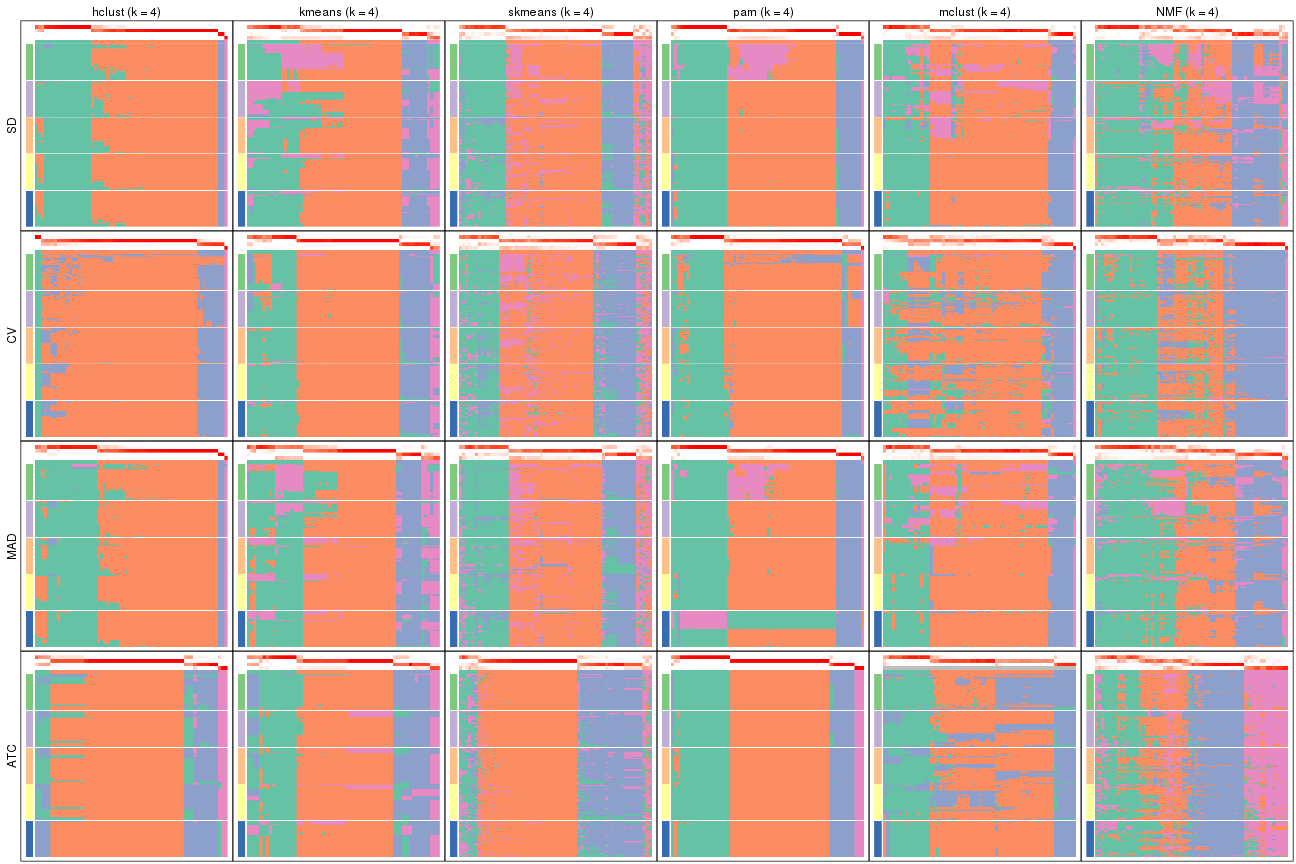 hclust (k = 4) kmeans (k = 4) skmeans (k = 4) pam (k = 4) mclust (k = 4) NMF (k = 4)
SD
CV
MAD
ATC